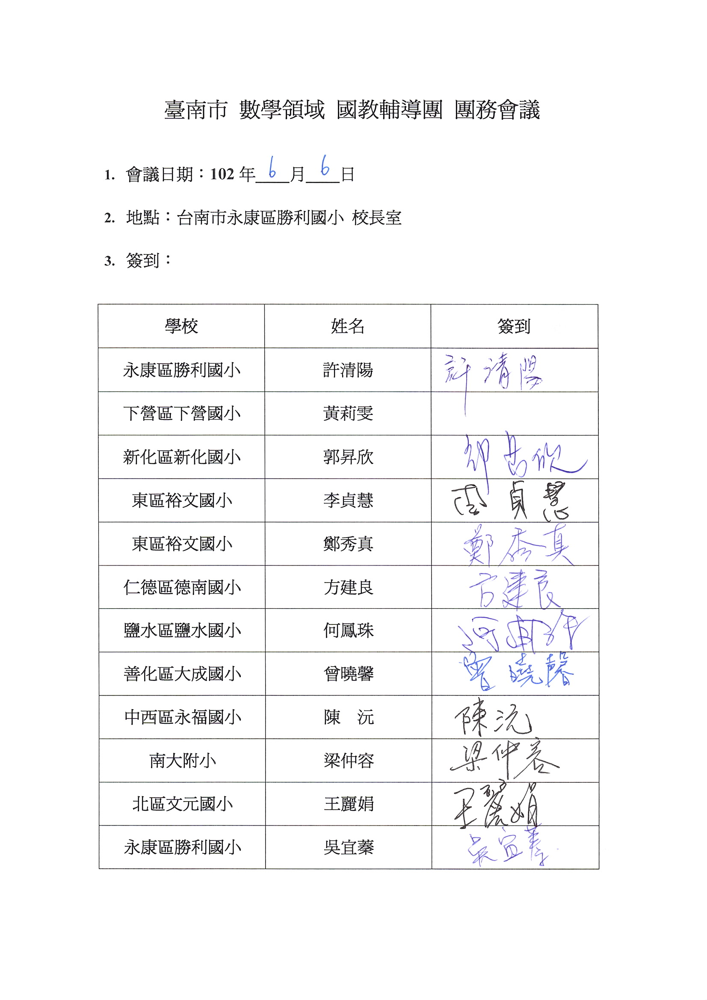 臺南市 數學領域 國教輔導團 團務會議
1. 會議日期：102 年 6 月 6 日
2. 地點：台南市永康區勝利國小 校長室
3. 簽到：
學校 姓名 簽到
永康區勝利國小 許清陽 許清陽
下營區下營國小 黃莉雯
新化區新化國小 郭昇欣
東區裕文國小 李貞慧 貞慧
東區裕文國小 鄭秀真 鄭秀真
仁德區德南國小 方建良 方建良
鹽水區鹽水國小 何鳳珠 何鳳珠
善化區大成國小 曾曉馨 曾曉馨
中西區永福國小 陳 沅 陳沅
南大附小 梁仲容 梁仲容
北區文元國小 王麗娟 王麗娟
永康區勝利國小 吳宜蓁 吳宜蓁